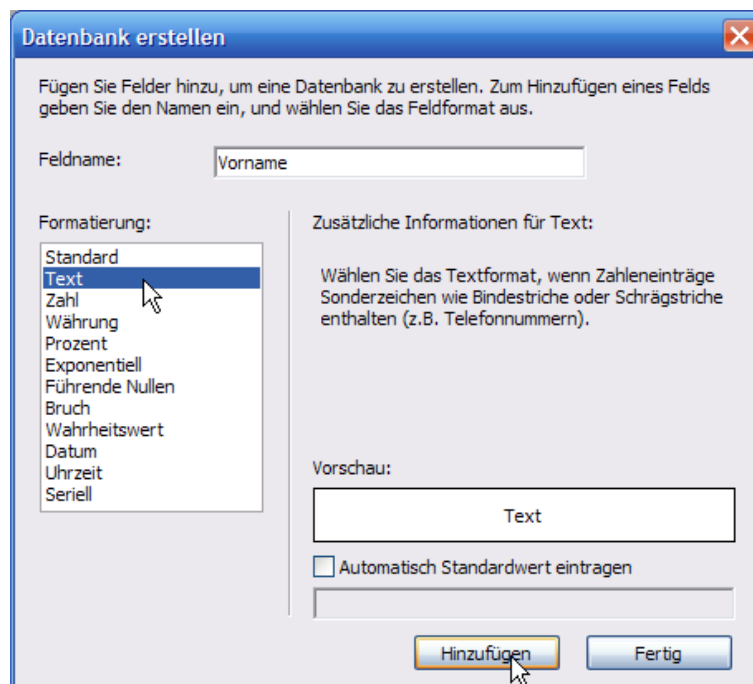 Datenbank erstellen
Fügen Sie Felder hinzu, um eine Datenbank zu erstellen. Zum Hinzufügen eines Felds
geben Sie den Namen ein, und wählen Sie das Feldformat aus.
Feldname:
Vorname
Formatierung:
Standard
Text
Zahl
Währung
Prozent
Exponentiell
Führende Nullen
Bruch
Wahrheitswert
Datum
Uhrzeit
Seriell
Zusätzliche Informationen für Text:
Wählen Sie das Textformat, wenn Zahleneinträge
Sonderzeichen wie Bindestriche oder Schrägstriche
enthalten (z.B. Telefonnummern).
Vorschau:
Text
Automatisch Standardwert eintragen
Hinzufügen
Fertig